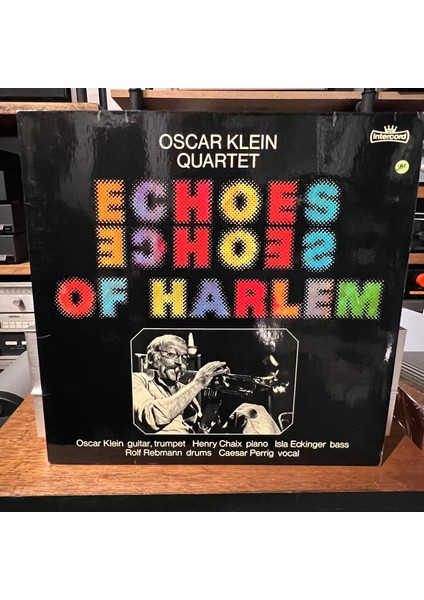 OSCAR KLEIN
QUARTET
Intercord
ECHOES
ECHOES
OF HARLEM
Oscar Klein guitar, trumpet Henry Chaix piano Isla Eckinger bass
Rolf Rebmann drums Caesar Perrig vocal